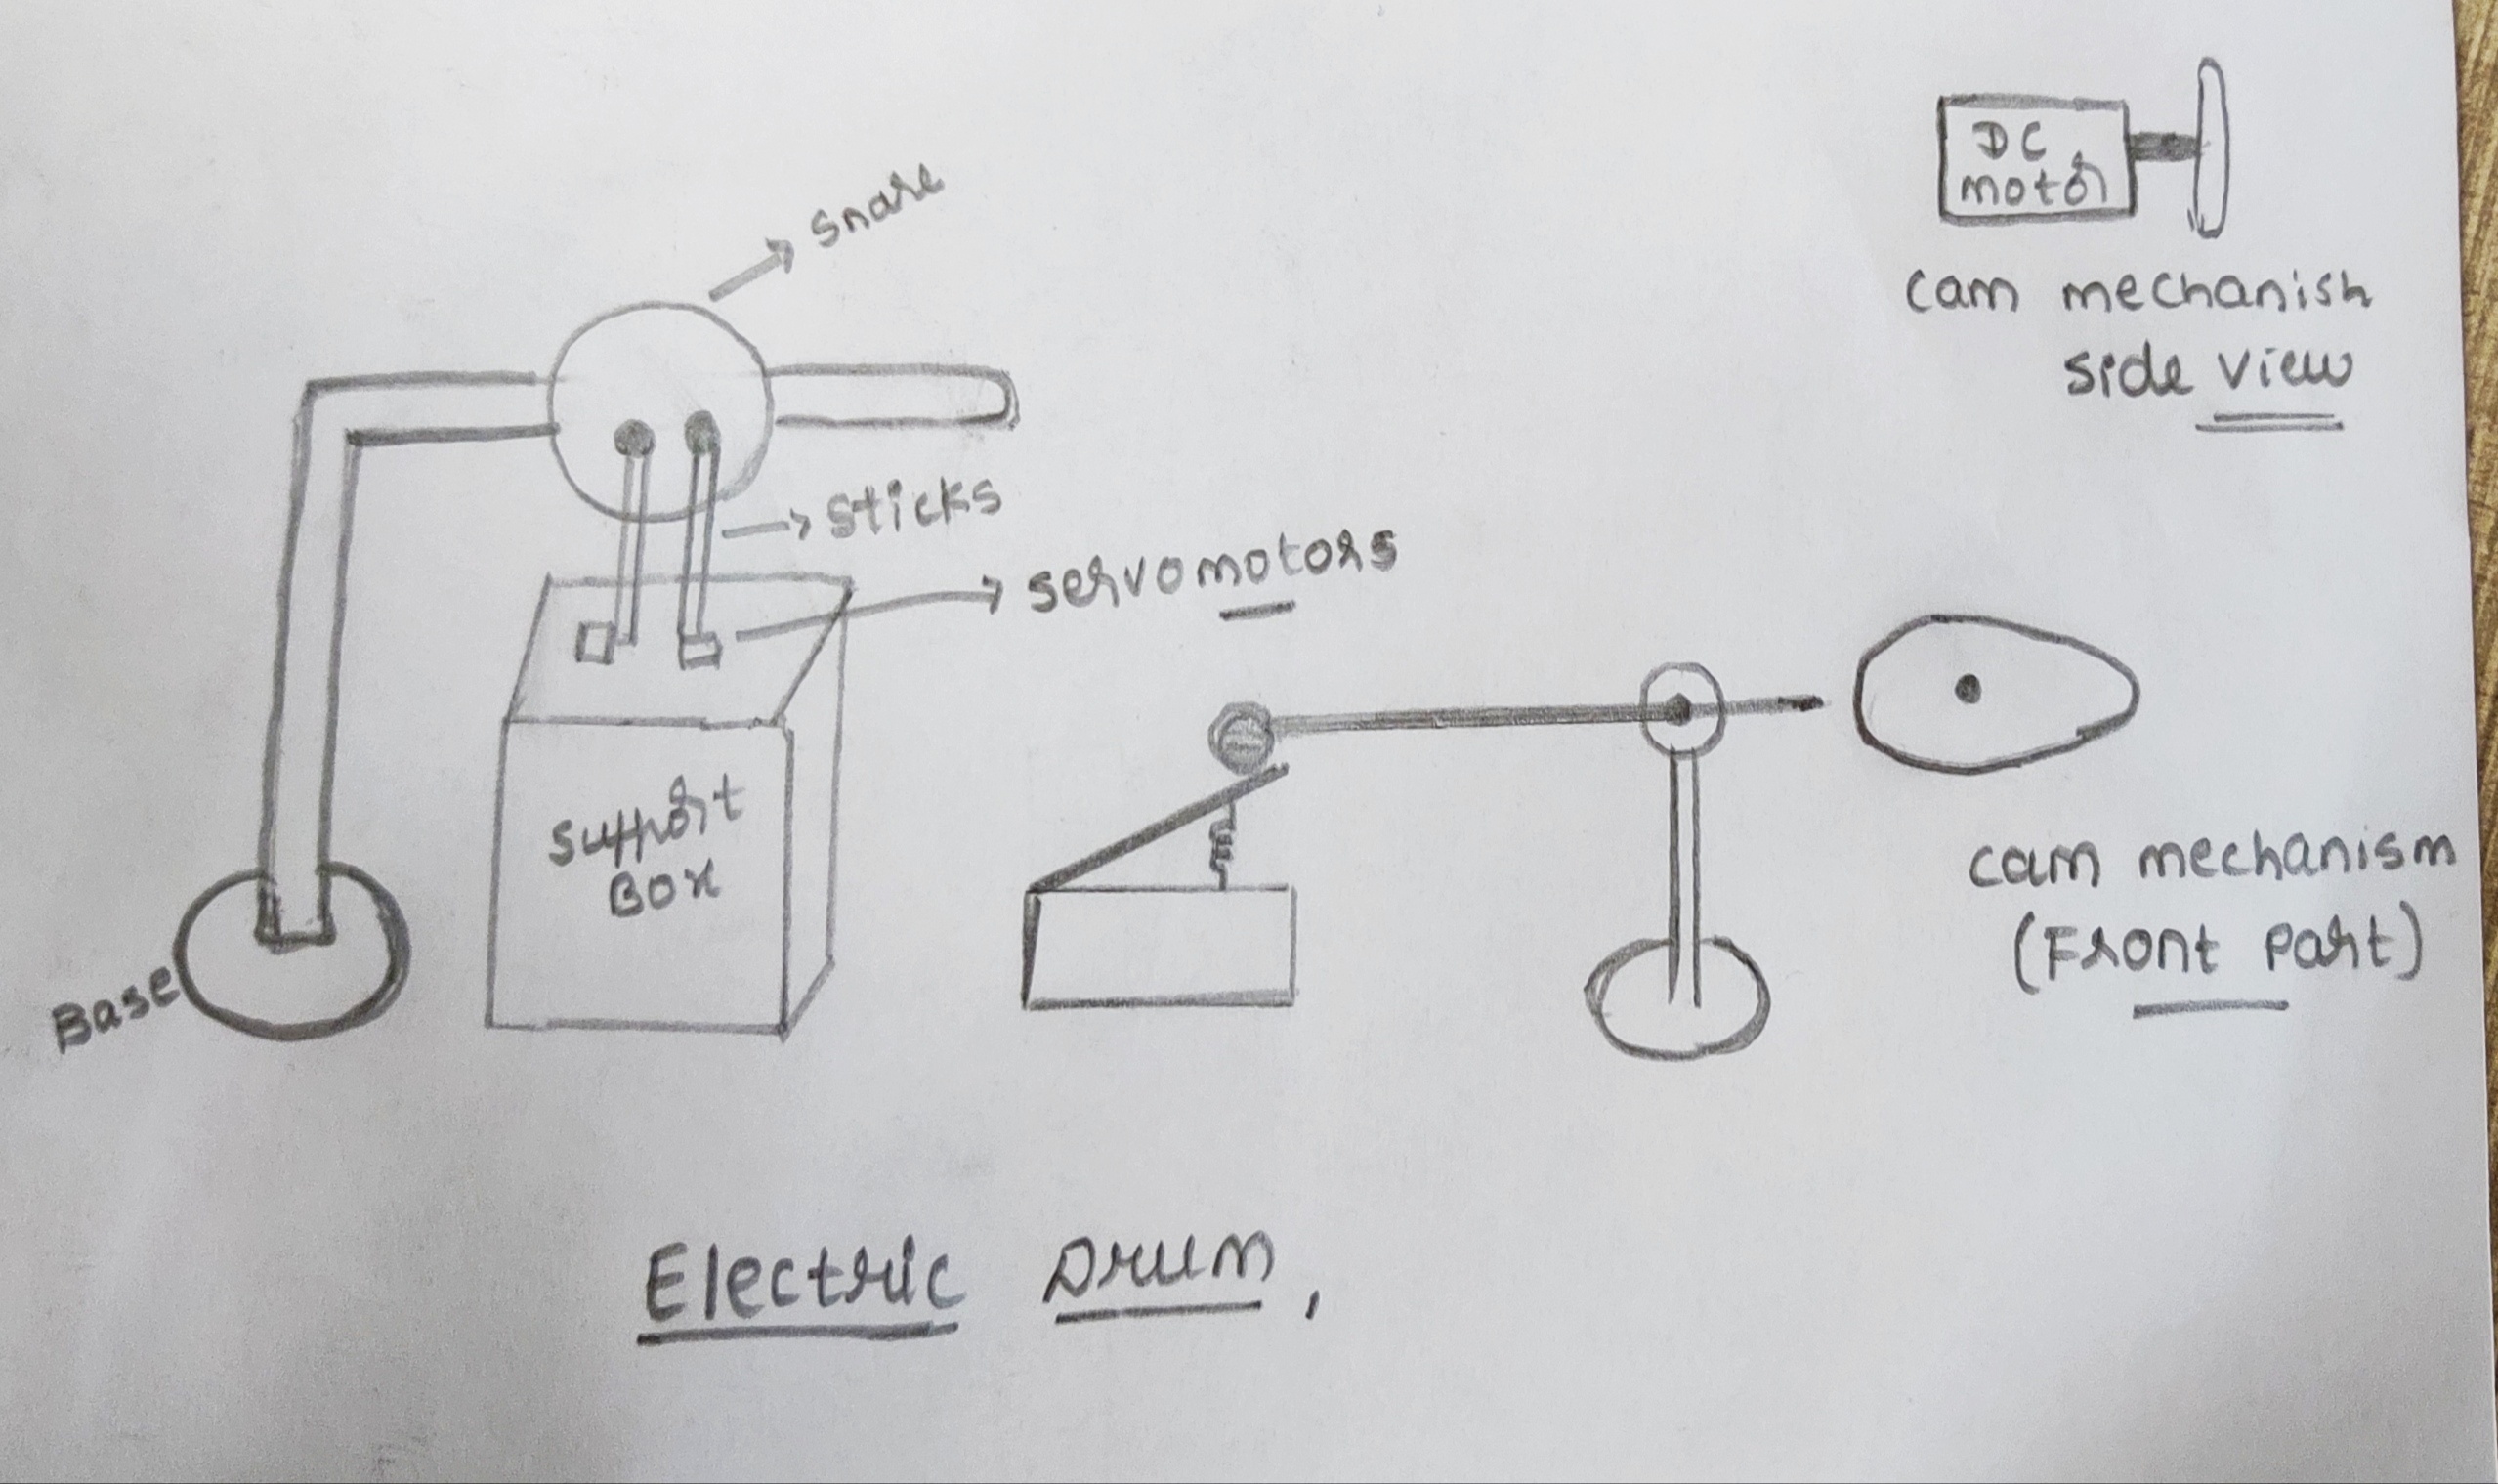 DC
motor
cam mechanish
side view
snare
sticks
servomotors
support
Box
cam mechanism
(Front part)
Base
Electric Drum,